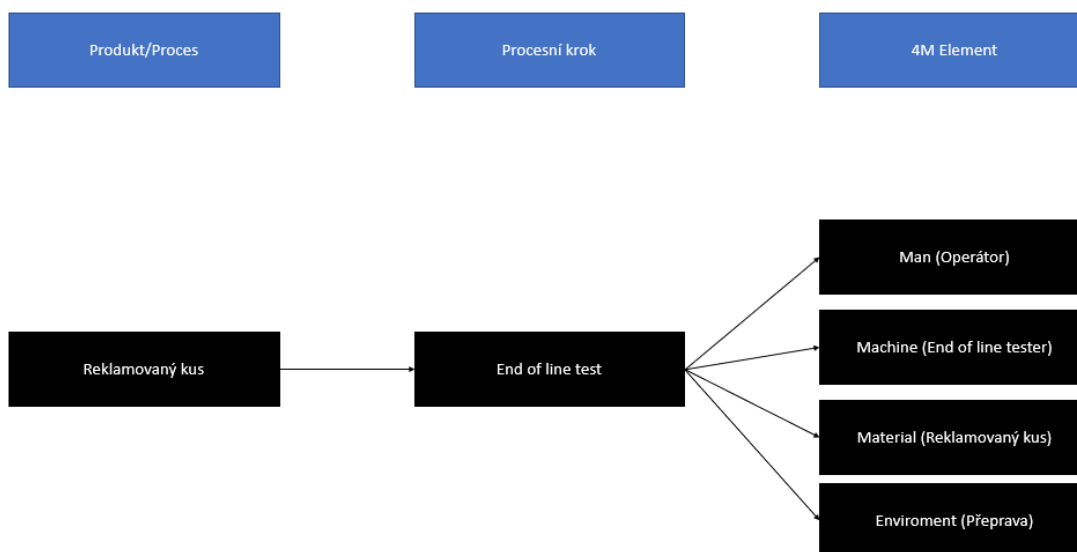 Produkt/Proces
Procesní krok
4M Element
Man (Operátor)
Machine (End of line tester)
Reklamovaný kus
End of line test
Material (Reklamovaný kus)
Enviroment (Přeprava)